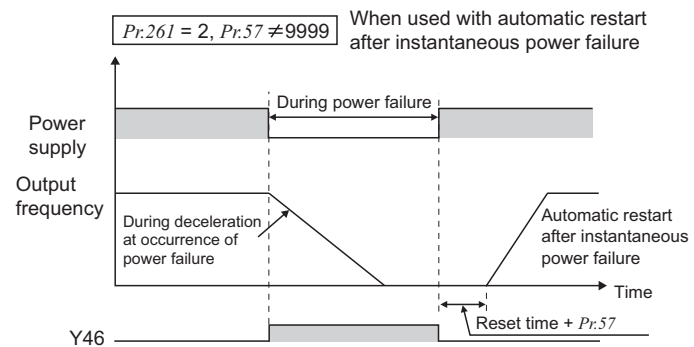 Pr.261 = 2, Pr.57 ≠9999
When used with automatic restart
after instantaneous power failure
During power failure
Power
supply
Output
frequency
During deceleration
at occurrence of
power failure
Automatic restart
after instantaneous
power failure
Time
Reset time + Pr.57
Y46